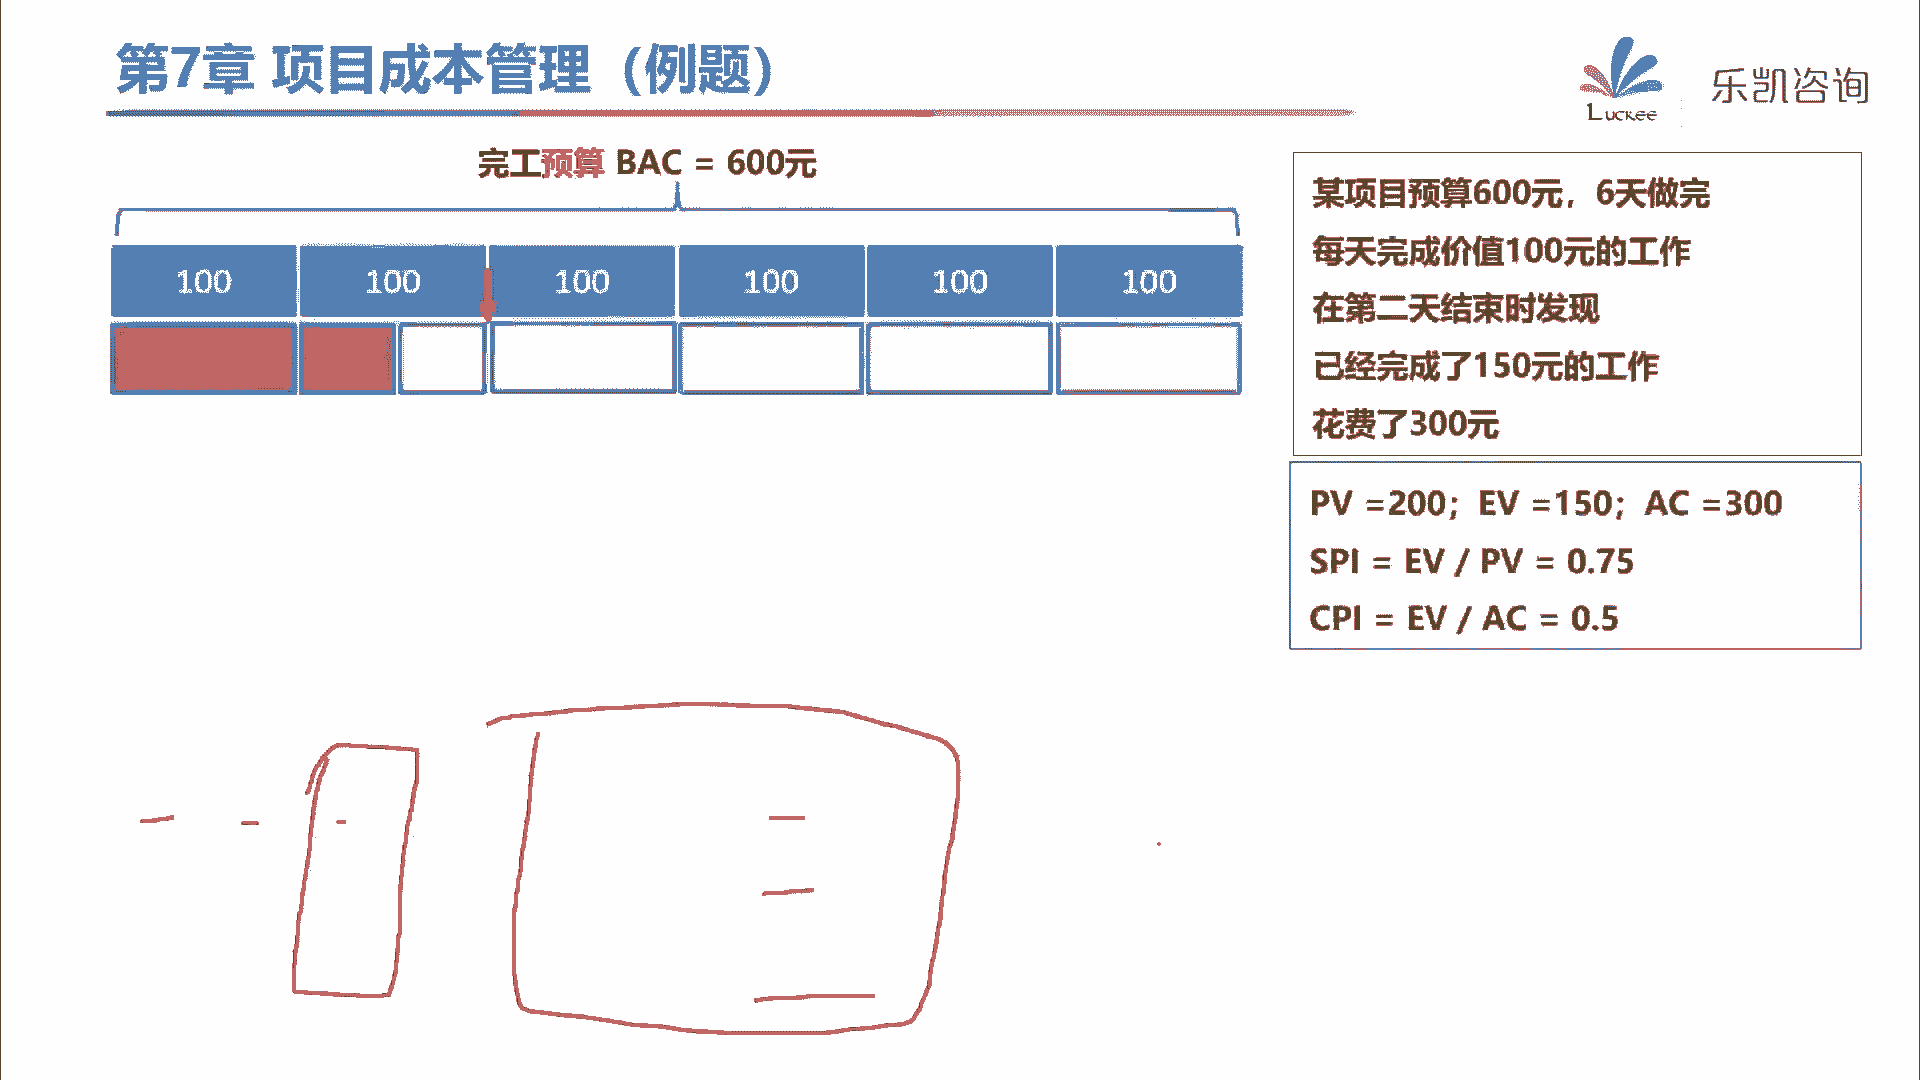 第7章 项目成本管理（例题）
Luckee
乐凯咨询
完工预算 BAC = 600元
100 100 100 100 100 100
某项目预算600元，6天做完
每天完成价值100元的工作
在第二天结束时发现
已经完成了150元的工作
花费了300元
PV =200；EV =150；AC =300
SPI = EV / PV = 0.75
CPI = EV / AC = 0.5